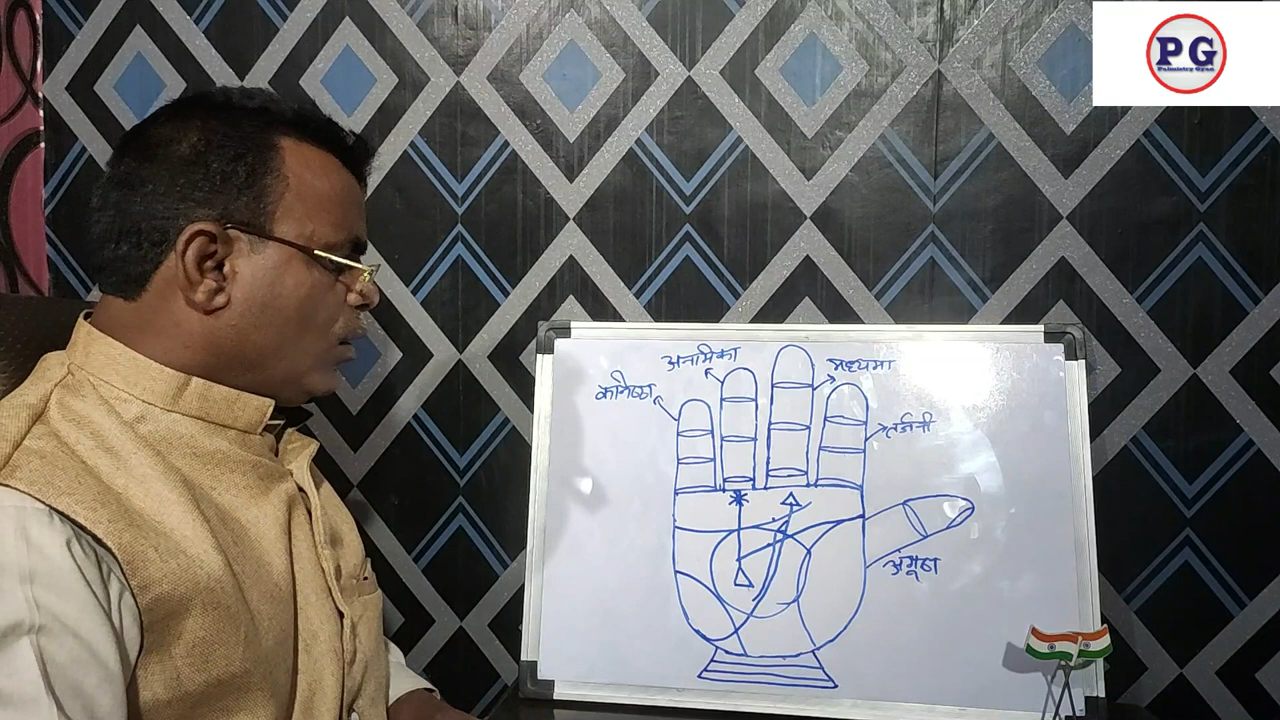 PG
Palmistry Gyan
अनामिका
मध्यमा
कनिष्ठा
तर्जनी
अंगूठा